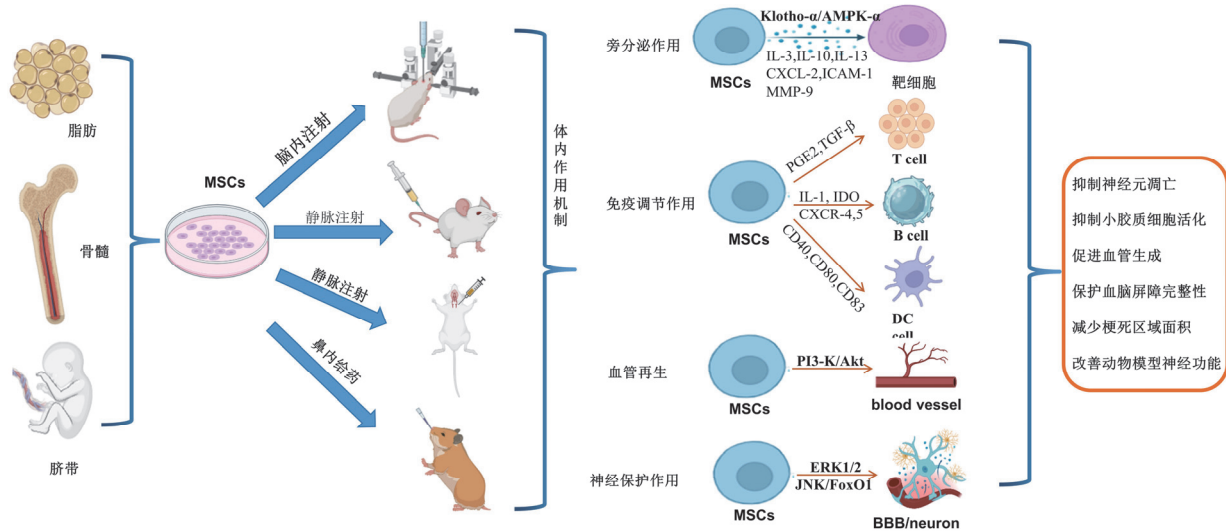 脂肪
骨髓
脐带
MSCs
脑内注射
静脉注射
静脉注射
鼻内给药
体内作用机制
旁分泌作用
MSCs
Klotho-α/AMPK-α
IL-3,IL-10,IL-13
CXCL-2,ICAM-1
MMP-9
靶细胞
免疫调节作用
MSCs
PGE2,TGF-β
T cell
IL-1, IDO
CXCR-4,5
B cell
CD40,CD80,CD83
DC
cell
血管再生
MSCs
PI3-K/Akt
blood vessel
神经保护作用
MSCs
ERK1/2
JNK/FoxO1
BBB/neuron
抑制神经元凋亡
抑制小胶质细胞活化
促进血管生成
保护血脑屏障完整性
减少梗死区域面积
改善动物模型神经功能